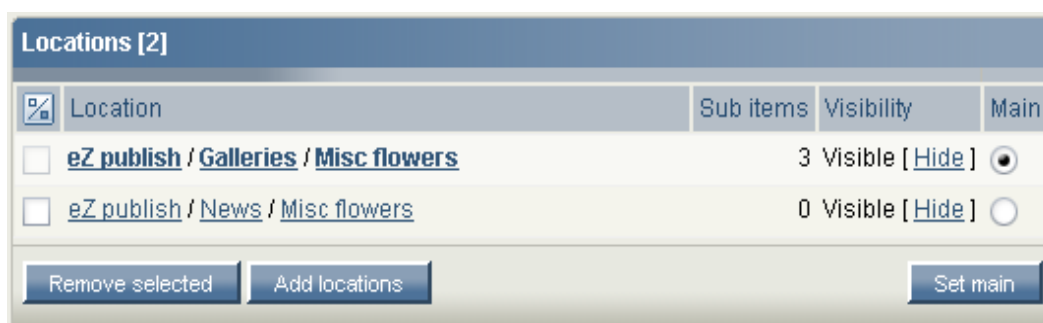 Locations [2]
Location Sub items Visibility Main
eZ publish / Galleries / Misc flowers 3 Visible [ Hide ]
eZ publish / News / Misc flowers 0 Visible [ Hide ]
Remove selected Add locations Set main